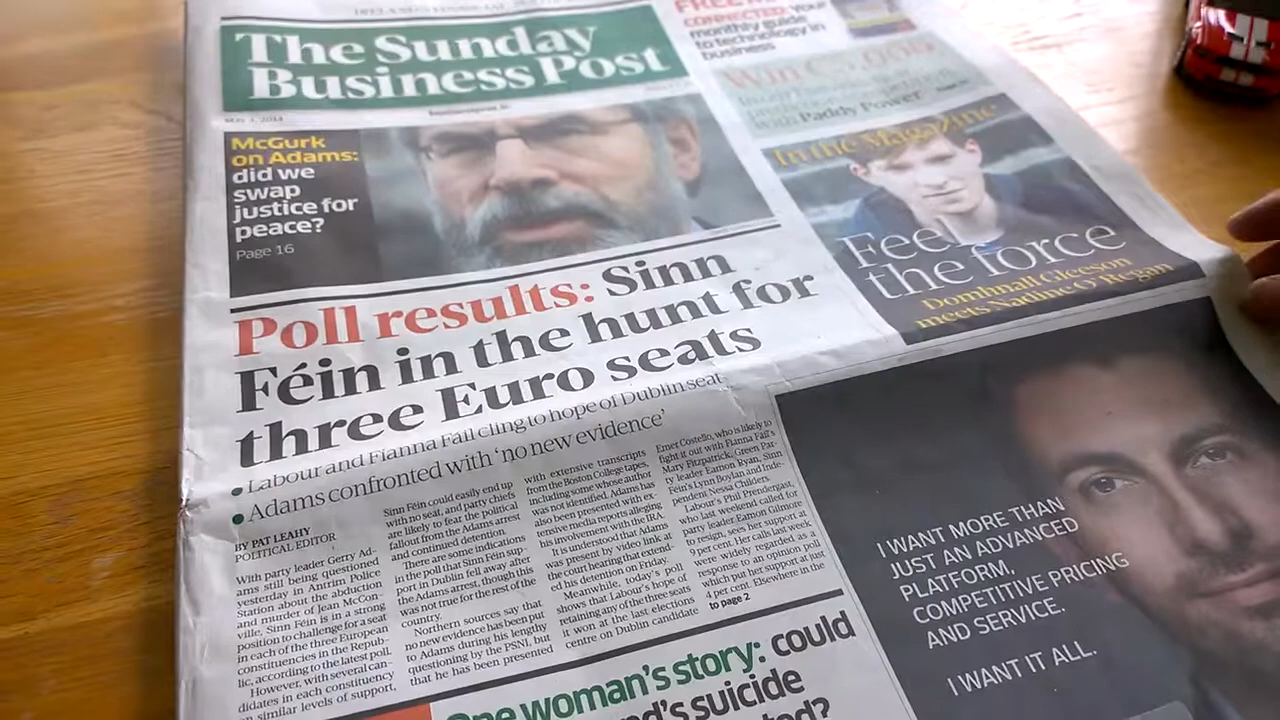 The Sunday
Business Post
FREE
CONNECTED: your
monthly guide
to technology in
business
Win
with Paddy Power
McGurk
on Adams:
did we
swap
justice for
peace?
Page 16
In the Magazine
Feel
the force
Domhnall Gleeson
meets Nadine O'Regan
Poll results: Sinn
Féin in the hunt for
three Euro seats
• Labour and Fianna Fáil cling to hope of Dublin seat
• Adams confronted with 'no new evidence'
BY PAT LEAHY
POLITICAL EDITOR
With party leader Gerry Ad-
ams still being questioned
yesterday in Antrim Police
Station about the abduction
and murder of Jean McCon-
ville, Sinn Féin is in a strong
position to challenge for a seat
in each of the three European
constituencies in the Repub-
lic, according to the latest poll.
However, with several can-
didates in each constituency
on similar levels of support,
Sinn Féin could easily end up
with no seat, and party chiefs
are likely to fear the political
fallout from the Adams arrest
and continued detention.
There are some indications
in the poll that Sinn Féin sup-
port in Dublin fell away after
the Adams arrest, though this
was not true for the rest of the
country.
Northern sources say that
no new evidence has been put
to Adams during his lengthy
questioning by the PSNI, but
that he has been presented
with extensive transcripts
from the Boston College tapes,
including some whose author
was not identified. Adams has
also been presented with ex-
tensive media reports alleging
his involvement with the IRA.
It is understood that Adams
was present by video link at
the court hearing that extend-
ed his detention on Friday.
Meanwhile, today's poll
shows that Labour's hope of
retaining any of the three seats
it won at the last elections
centre on Dublin candidate
Emer Costello, who is likely to
fight it out with Fianna Fáil's
Mary Fitzpatrick, Green Par-
ty leader Eamon Ryan, Sinn
Féin's Lynn Boylan and Inde-
pendent Nessa Childers.
Labour's Phil Prendergast,
who last weekend called for
party leader Eamon Gilmore
to resign, sees her support at
9 per cent. Her calls last week
were widely regarded as a
response to an opinion poll
which put her support at just
4 per cent. Elsewhere in the
to page 2
One woman's story: could
suicide
I WANT MORE THAN
JUST AN ADVANCED
PLATFORM,
COMPETITIVE PRICING
AND SERVICE.
I WANT IT ALL.